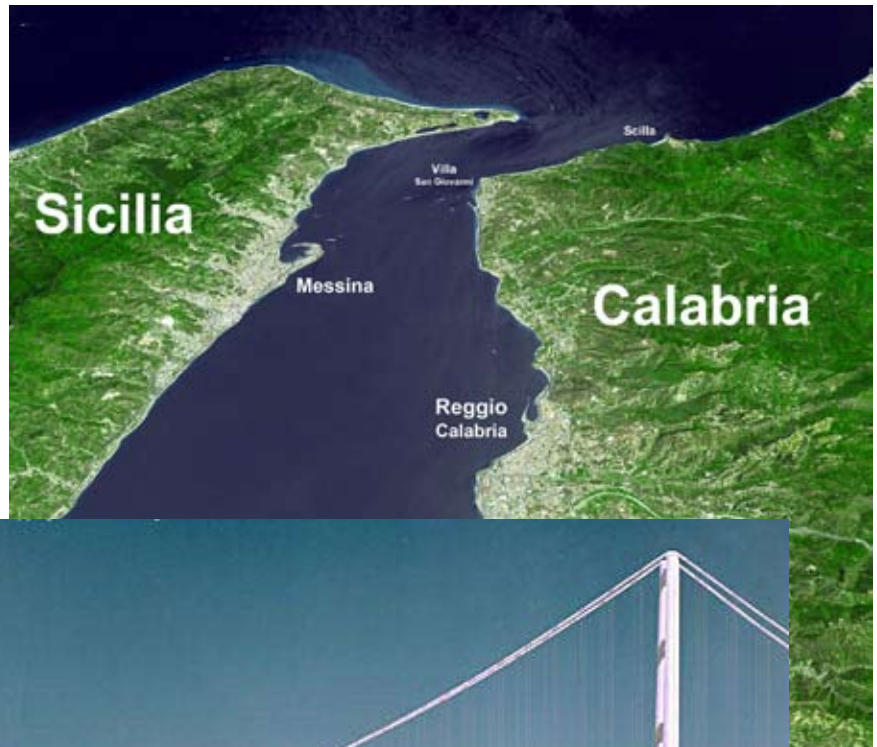 Scilla
Villa
San Giovanni
Sicilia
Messina
Calabria
Reggio
Calabria